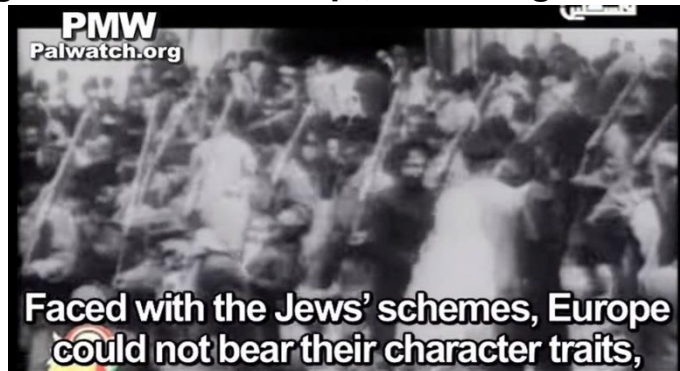 PMW
Palwatch.org
Faced with the Jews' schemes, Europe
could not bear their character traits,